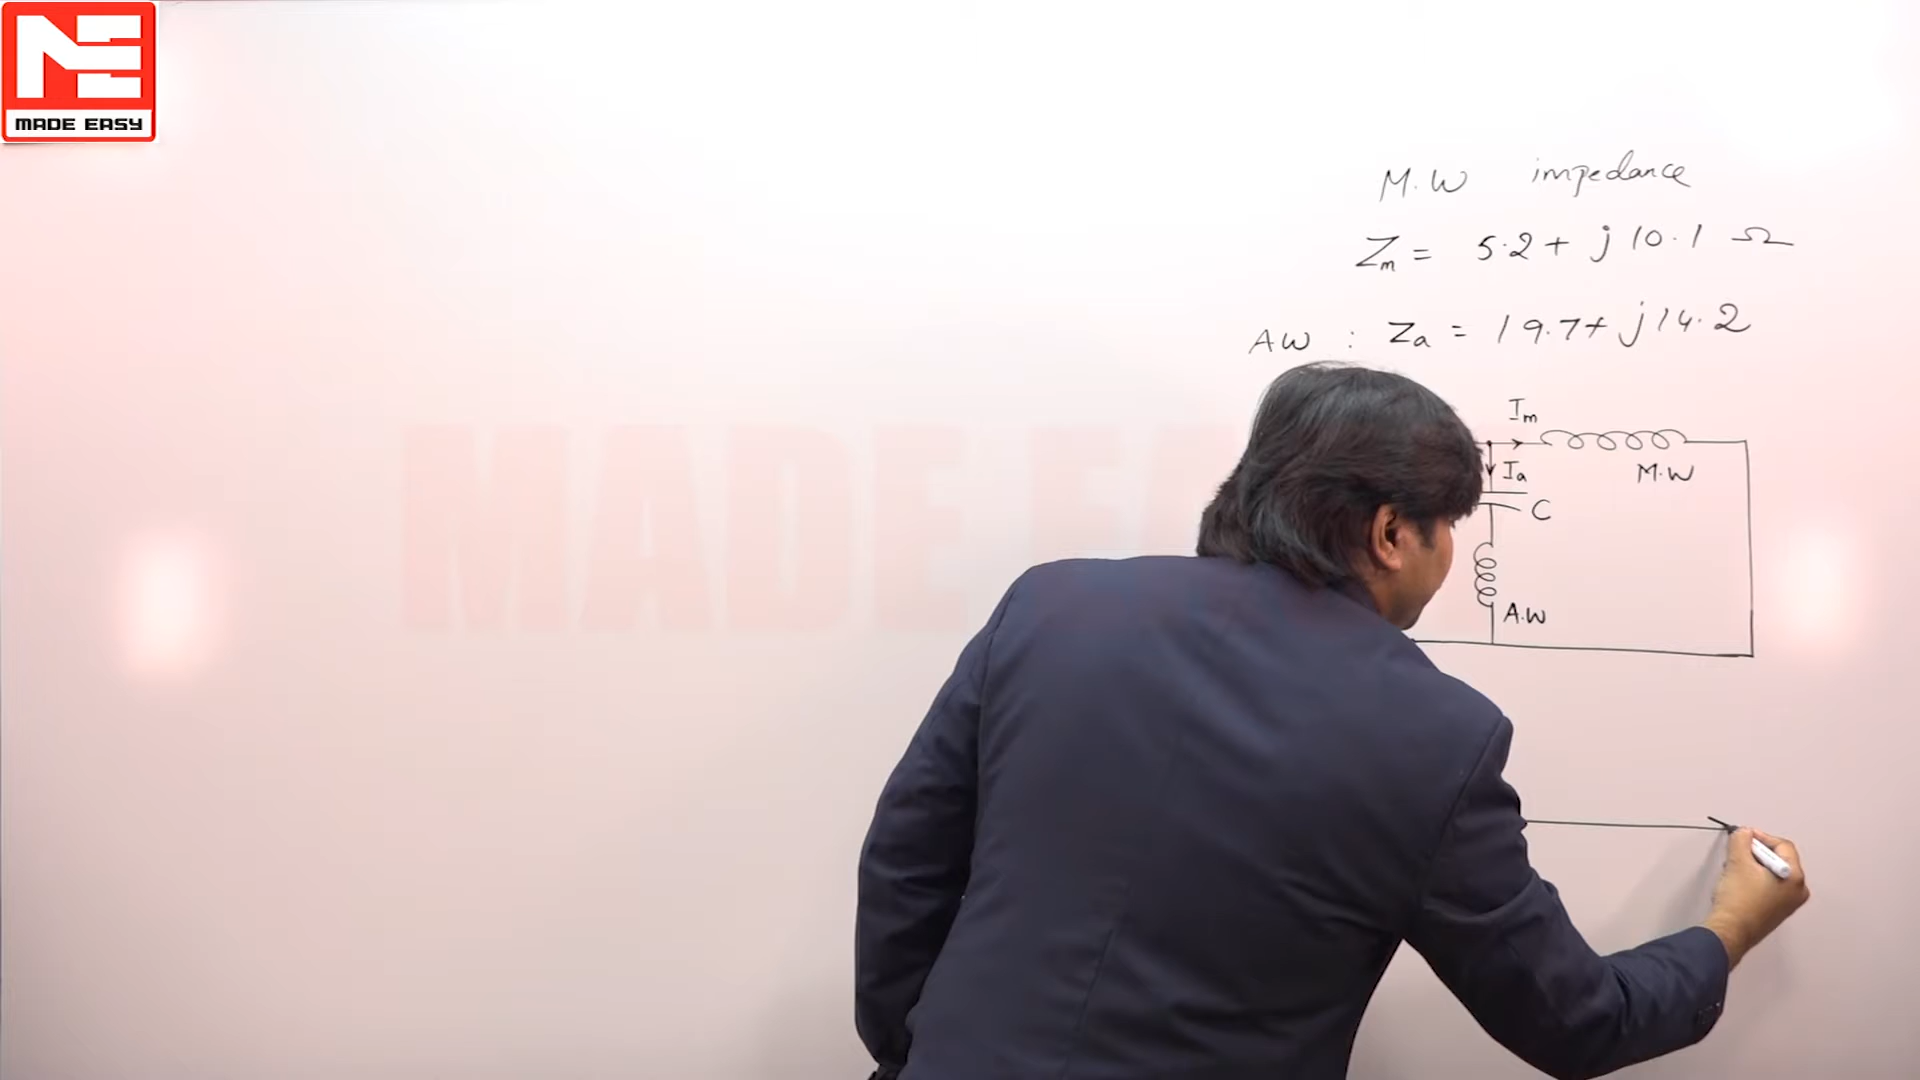 MADE EASY
M.W impedance
Zm = 5.2 + j 10.1 Ω
AW : Za = 19.7 + j 14.2
Im
Ia
M.W
C
A.W